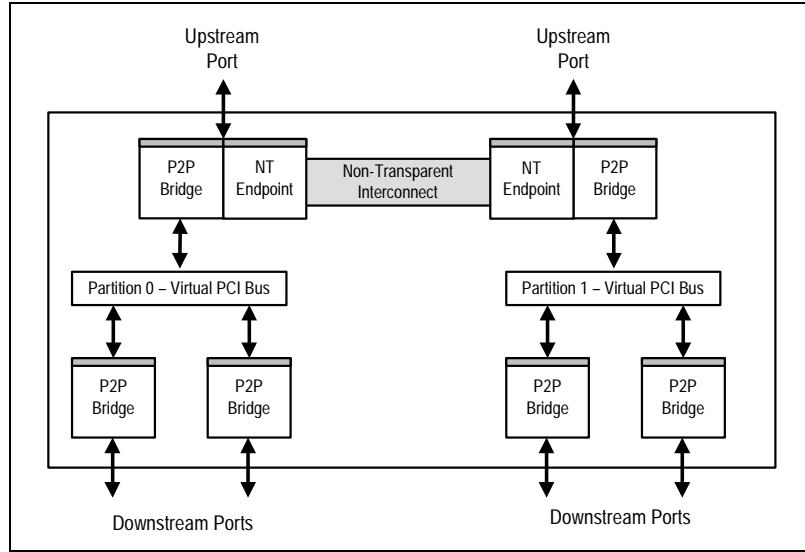 Upstream
Port
Upstream
Port
P2P
Bridge
NT
Endpoint
Non-Transparent
Interconnect
NT
Endpoint
P2P
Bridge
Partition 0 – Virtual PCI Bus
Partition 1 – Virtual PCI Bus
P2P
Bridge
P2P
Bridge
P2P
Bridge
P2P
Bridge
Downstream Ports
Downstream Ports